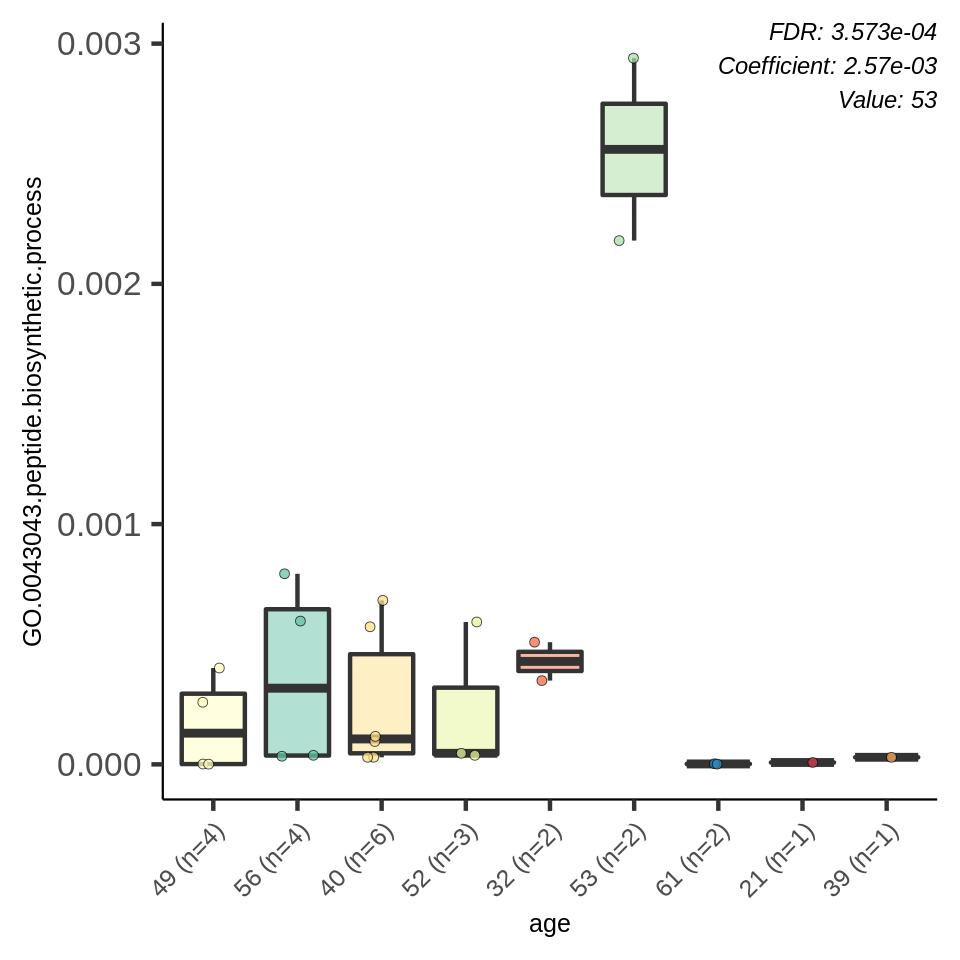 FDR: 3.573e-04
Coefficient: 2.57e-03
Value: 53
GO.0043043.peptide.biosynthetic.process
0.003
0.002
0.001
0.000
49 (n=4)
56 (n=4)
40 (n=6)
52 (n=3)
32 (n=2)
53 (n=2)
61 (n=2)
21 (n=1)
39 (n=1)
age